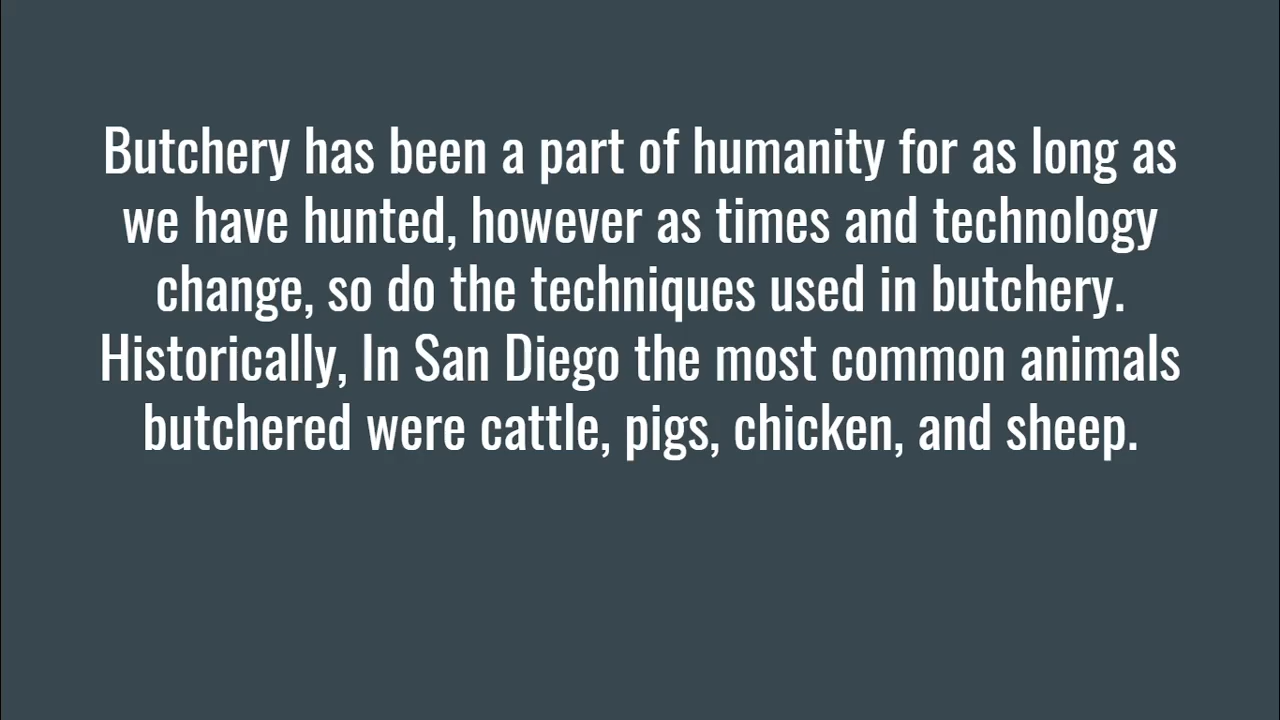 Butchery has been a part of humanity for as long as
we have hunted, however as times and technology
change, so do the techniques used in butchery.
Historically, In San Diego the most common animals
butchered were cattle, pigs, chicken, and sheep.